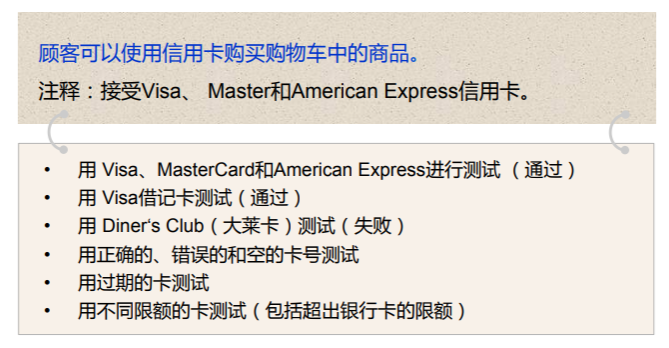 顾客可以使用信用卡购买购物车中的商品。
注释：接受Visa、 Master和American Express信用卡。
• 用 Visa、MasterCard和American Express进行测试 （通过）
• 用 Visa借记卡测试（通过）
• 用 Diner‘s Club（大莱卡）测试（失败）
• 用正确的、错误的和空的卡号测试
• 用过期的卡测试
• 用不同限额的卡测试（包括超出银行卡的限额）